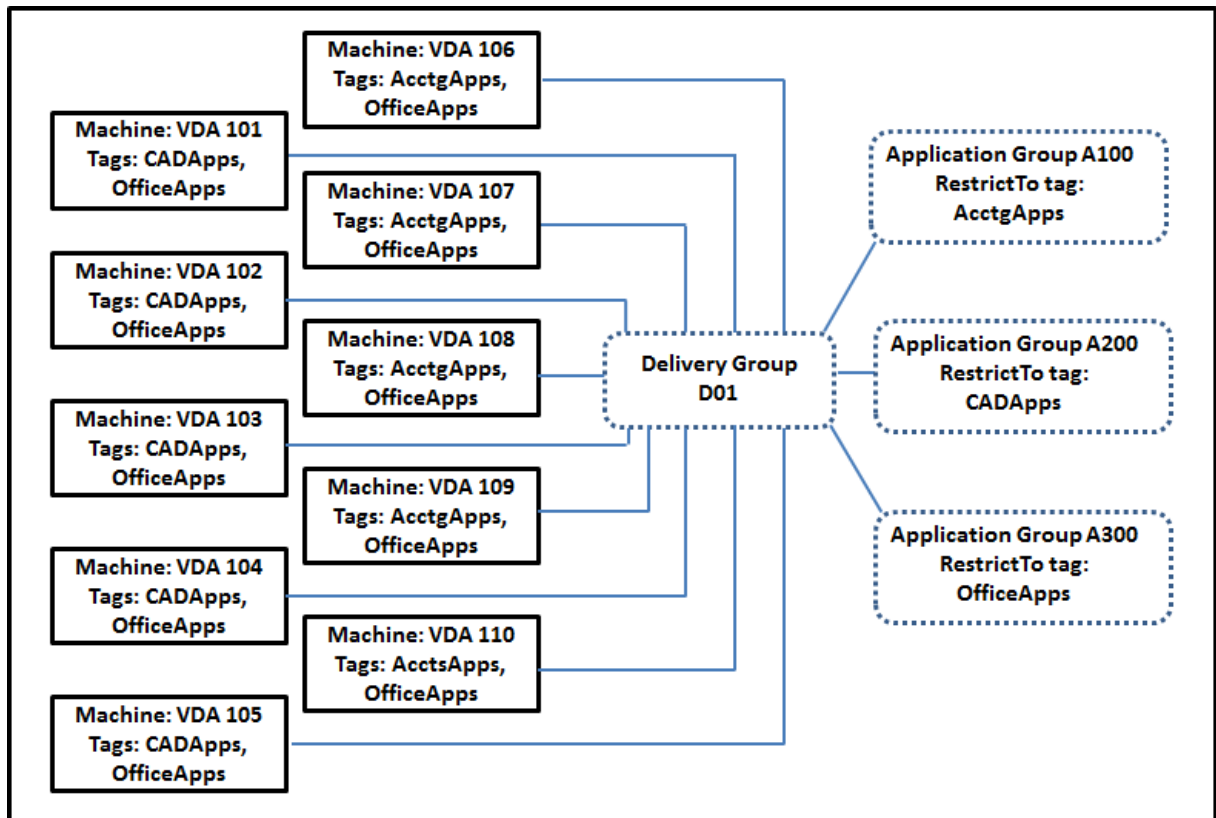 Machine: VDA 106
Tags: AcctgApps,
OfficeApps
Machine: VDA 101
Tags: CADApps,
OfficeApps
Machine: VDA 107
Tags: AcctgApps,
OfficeApps
Machine: VDA 102
Tags: CADApps,
OfficeApps
Machine: VDA 108
Tags: AcctgApps,
OfficeApps
Machine: VDA 103
Tags: CADApps,
OfficeApps
Machine: VDA 109
Tags: AcctgApps,
OfficeApps
Machine: VDA 104
Tags: CADApps,
OfficeApps
Machine: VDA 110
Tags: AcctsApps,
OfficeApps
Machine: VDA 105
Tags: CADApps,
OfficeApps
Delivery Group
D01
Application Group A100
RestrictTo tag:
AcctgApps
Application Group A200
RestrictTo tag:
CADApps
Application Group A300
RestrictTo tag:
OfficeApps